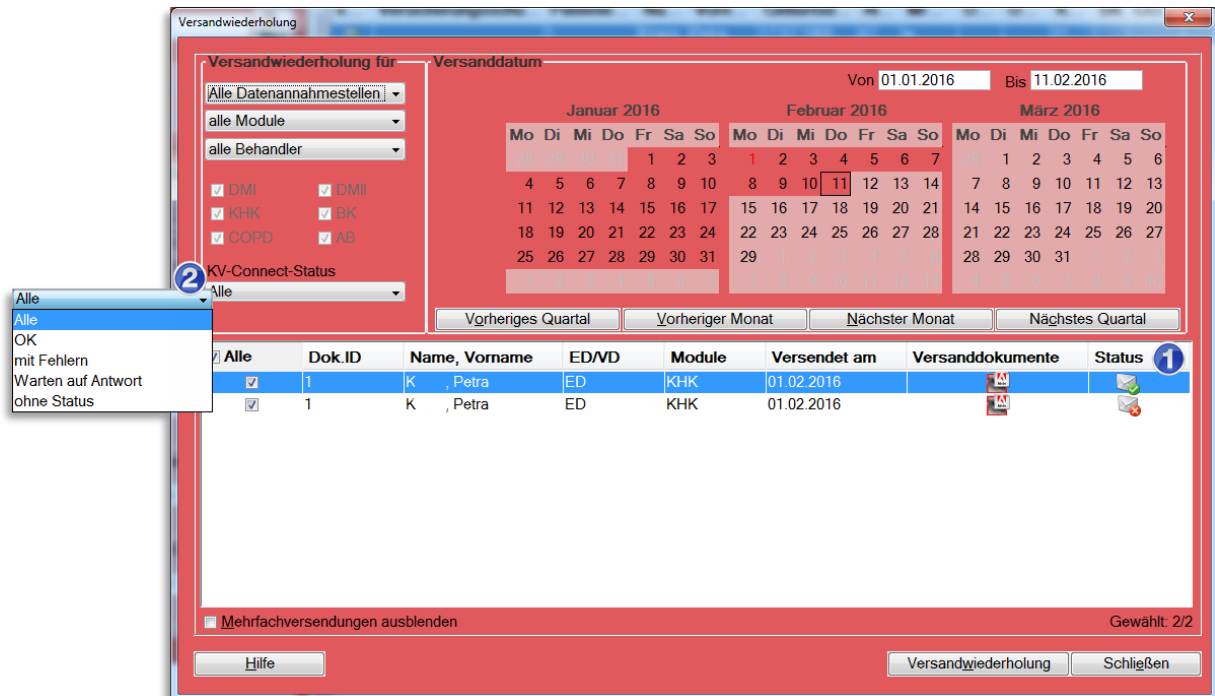 Versandwiederholung
Versandwiederholung für
Alle Datenannahmestellen
alle Module
alle Behandler
DMI DMII
KHK BK
COPD AB
KV-Connect-Status
2
Alle
Alle
Alle
OK
mit Fehlern
Warten auf Antwort
ohne Status
Versanddatum
Von 01.01.2016 Bis 11.02.2016
Januar 2016
Mo Di Mi Do Fr Sa So
1 2 3
4 5 6 7 8 9 10
11 12 13 14 15 16 17
18 19 20 21 22 23 24
25 26 27 28 29 30 31
Februar 2016
Mo Di Mi Do Fr Sa So
1 2 3 4 5 6 7
8 9 10 11 12 13 14
15 16 17 18 19 20 21
22 23 24 25 26 27 28
29
März 2016
Mo Di Mi Do Fr Sa So
1 2 3 4 5 6
7 8 9 10 11 12 13
14 15 16 17 18 19 20
21 22 23 24 25 26 27
28 29 30 31
Vorheriges Quartal Vorheriger Monat Nächster Monat Nächstes Quartal
Alle Dok.ID Name, Vorname ED/VD Module Versendet am Versanddokumente Status 1
1 K , Petra ED KHK 01.02.2016
1 K , Petra ED KHK 01.02.2016
Mehrfachversendungen ausblenden Gewählt: 2/2
Hilfe Versandwiederholung Schließen